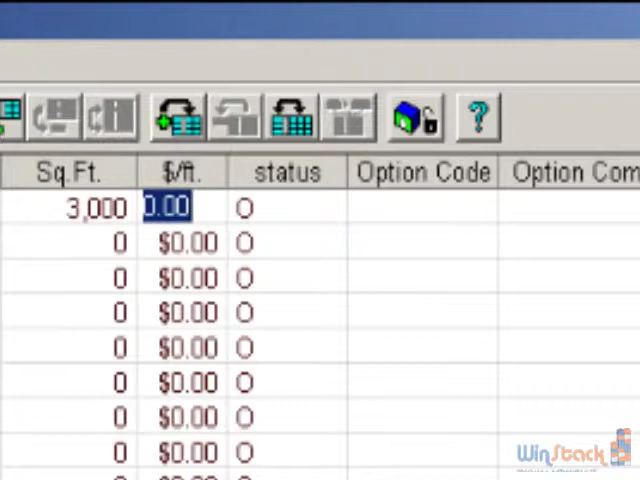 Sq.Ft. $/ft. status Option Code Option Com
3,000 0.00 O
0 $0.00 O
0 $0.00 O
0 $0.00 O
0 $0.00 O
0 $0.00 O
0 $0.00 O
0 $0.00 O
WinStack